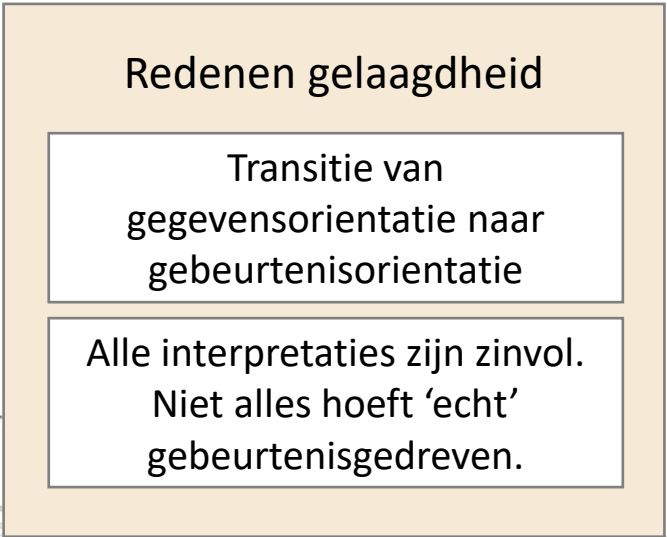 Redenen gelaagdheid
Transitie van
gegevensorientatie naar
gebeurtenisorientatie
Alle interpretaties zijn zinvol.
Niet alles hoeft ‘echt’
gebeurtenisgedreven.